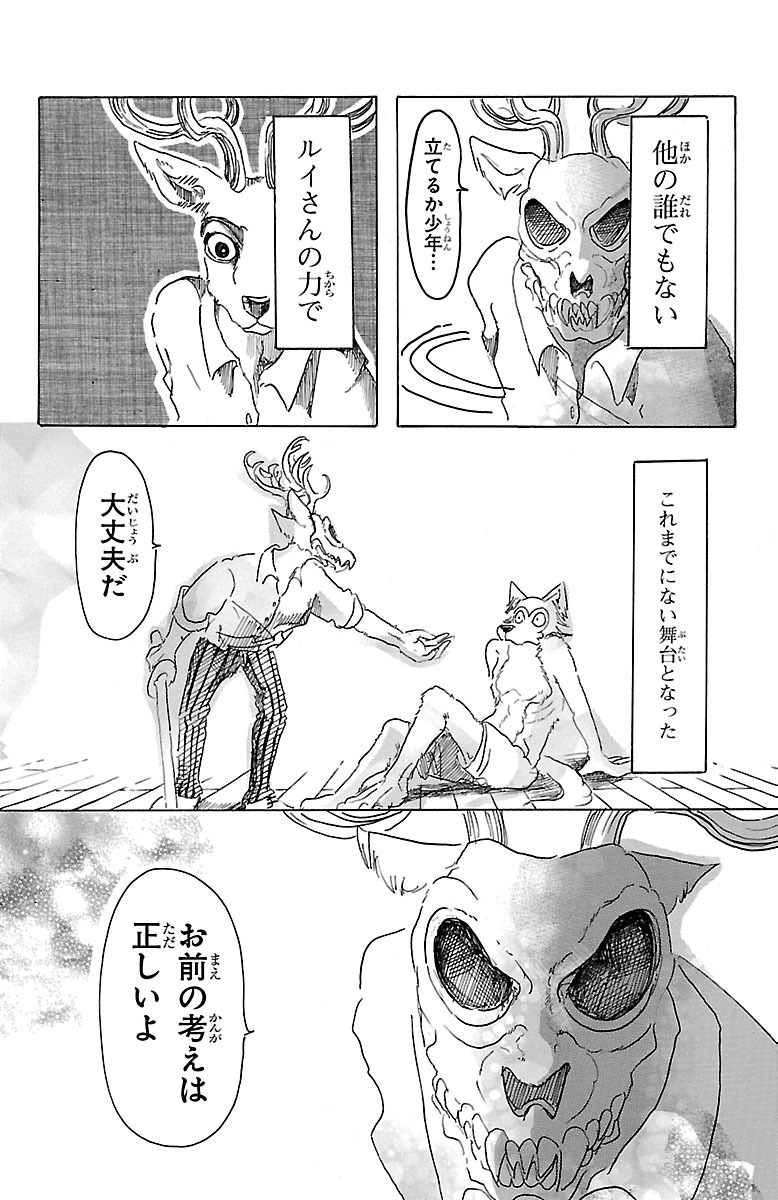 他の誰でもない
立てるか少年…
ルイさんの力で
これまでにない舞台となった
大丈夫だ
お前の考えは
正しいよ